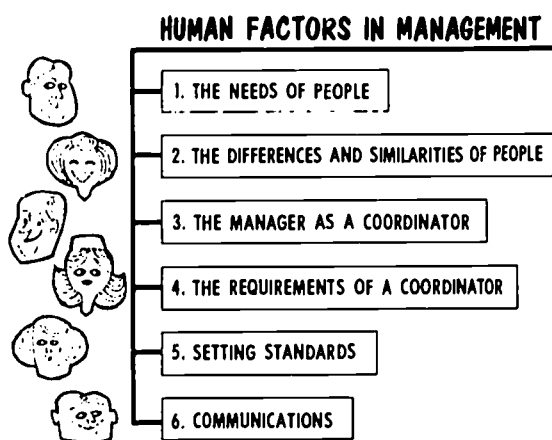 HUMAN FACTORS IN MANAGEMENT
1. THE NEEDS OF PEOPLE
2. THE DIFFERENCES AND SIMILARITIES OF PEOPLE
3. THE MANAGER AS A COORDINATOR
4. THE REQUIREMENTS OF A COORDINATOR
5. SETTING STANDARDS
6. COMMUNICATIONS